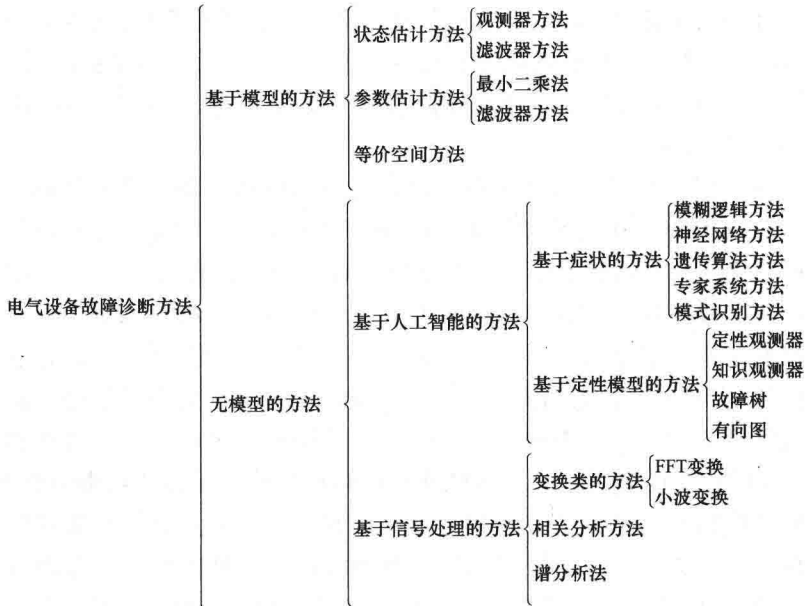 状态估计方法
观测器方法
滤波器方法
基于模型的方法
参数估计方法
最小二乘法
滤波器方法
等价空间方法
电气设备故障诊断方法
无模型的方法
基于人工智能的方法
基于症状的方法
模糊逻辑方法
神经网络方法
遗传算法方法
专家系统方法
模式识别方法
基于定性模型的方法
定性观测器
知识观测器
故障树
有向图
基于信号处理的方法
变换类的方法
FFT变换
小波变换
相关分析方法
谱分析法